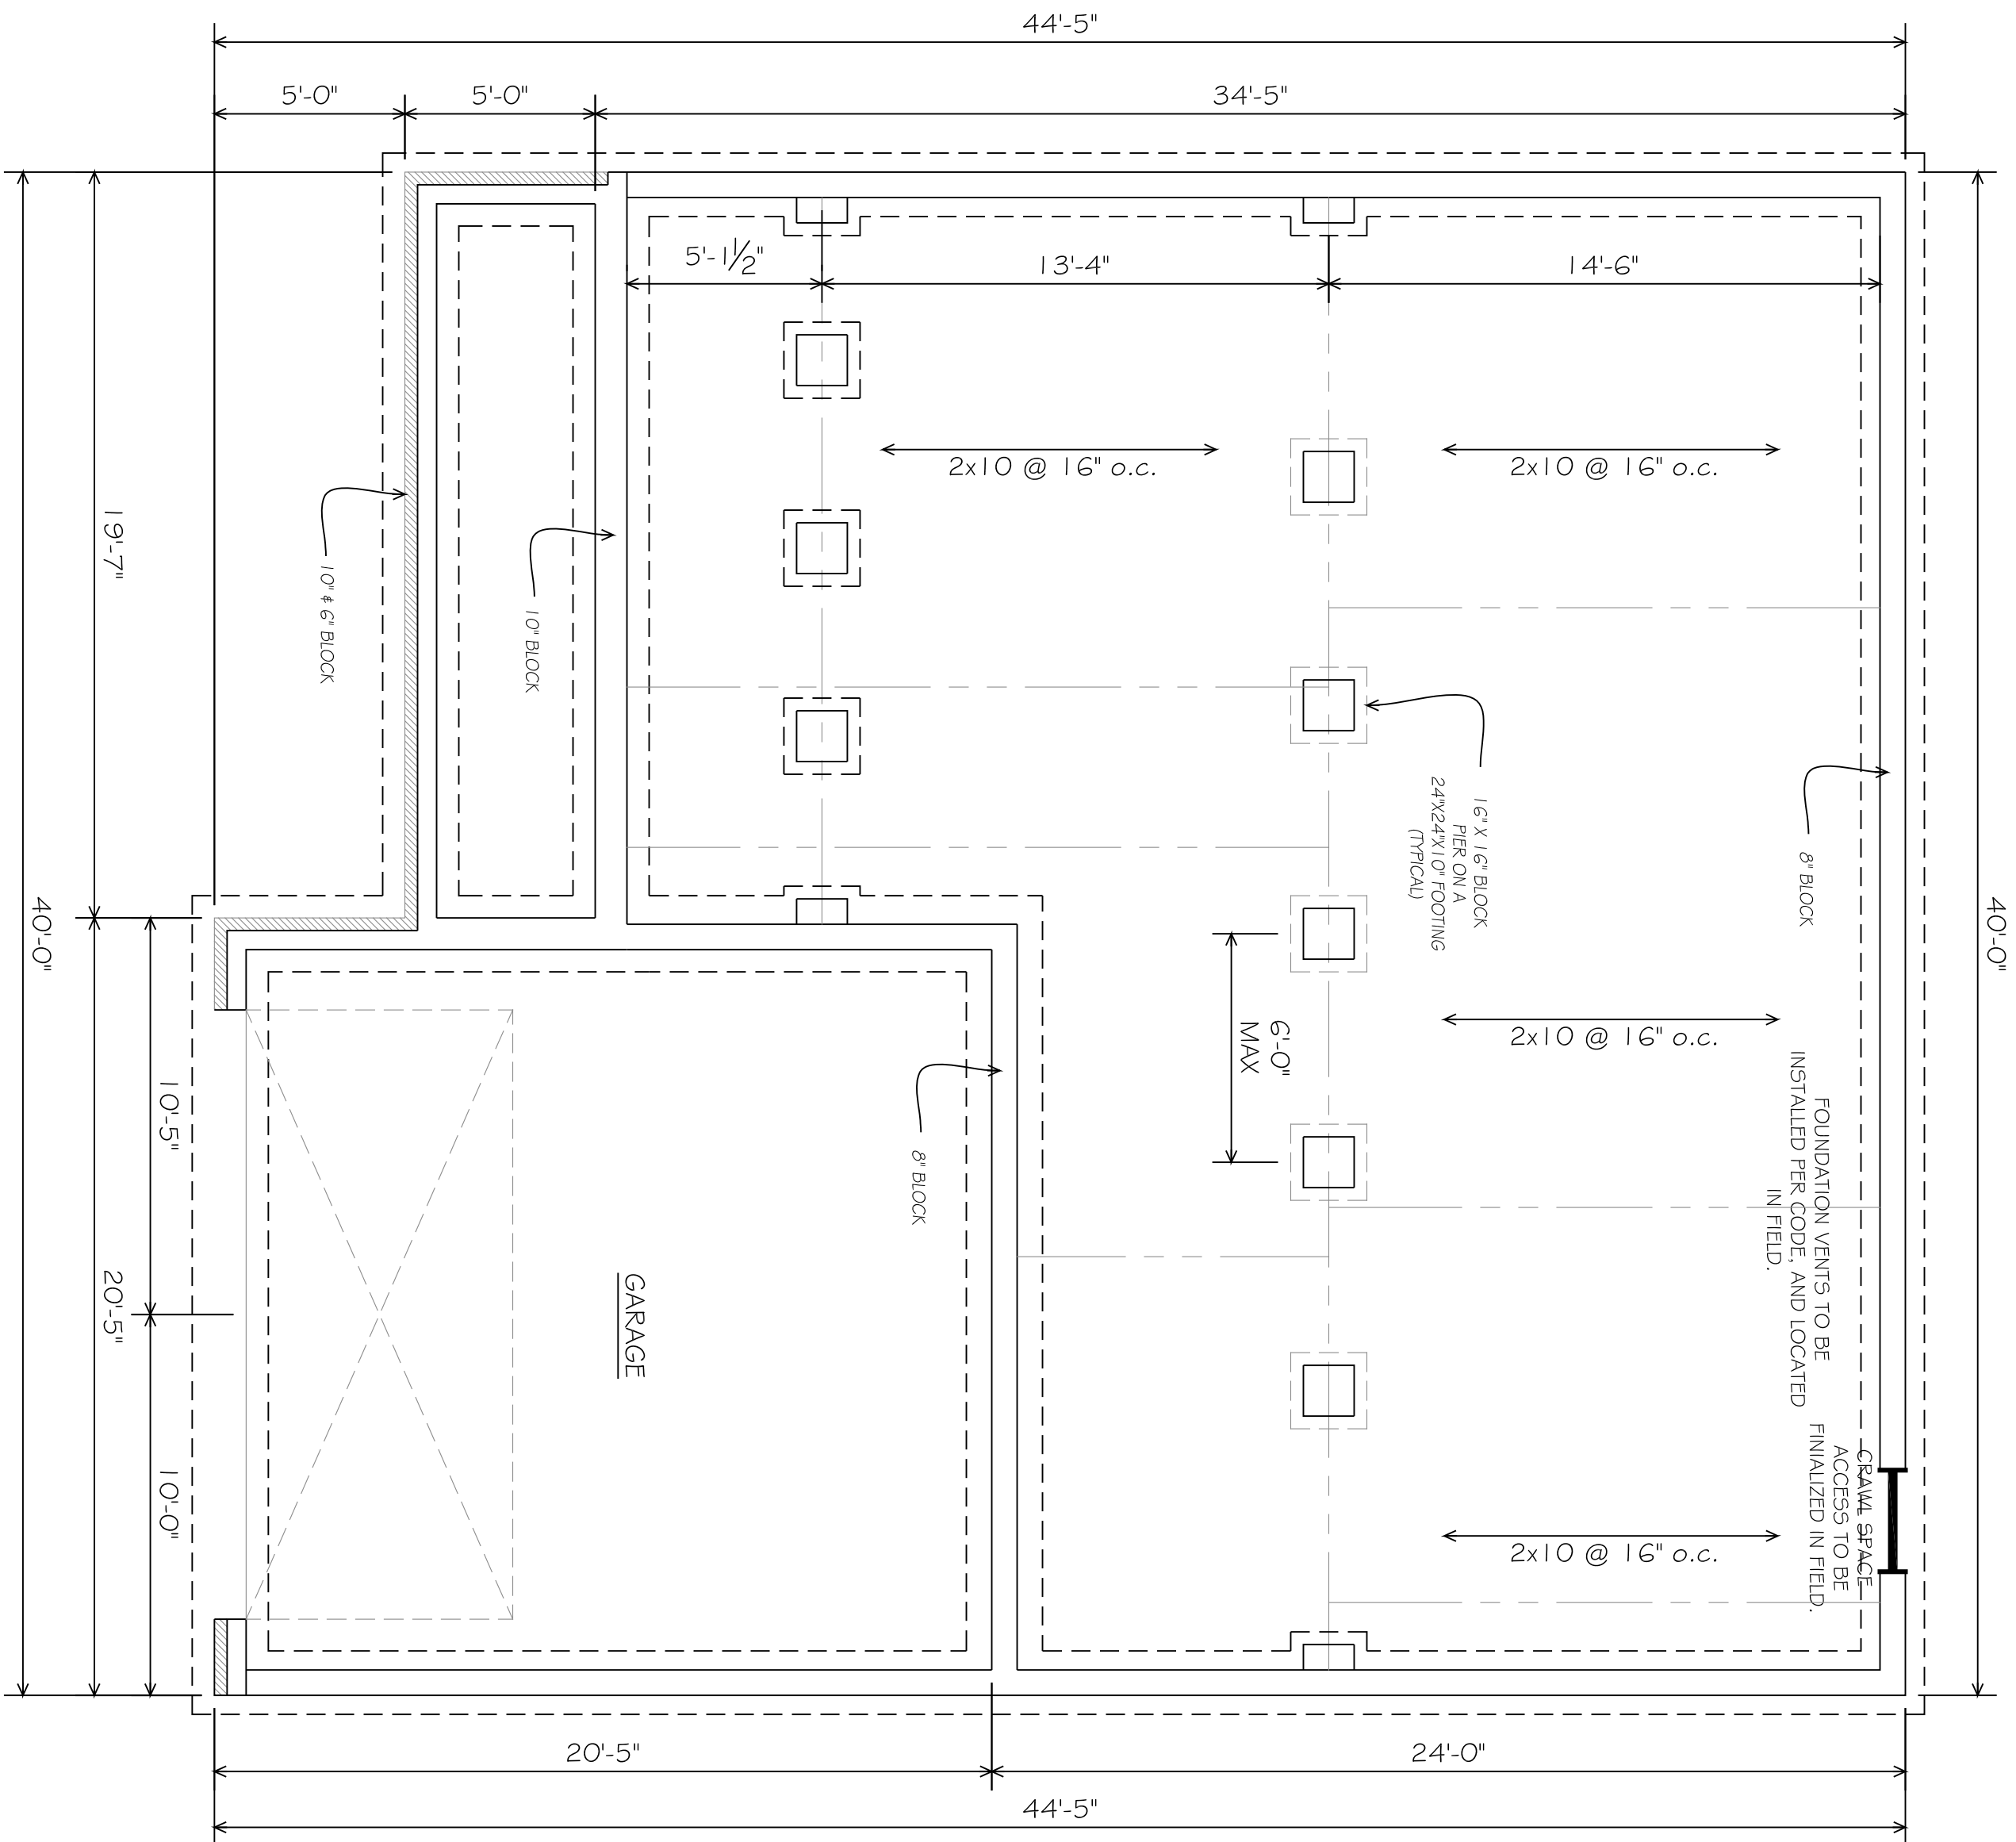 44'-5"
5'-0"
5'-0"
34'-5"
5'-1½"
13'-4"
14'-6"
2x10 @ 16" o.c.
2x10 @ 16" o.c.
19'-7"
10" & 6" BLOCK
10" BLOCK
16" X 16" BLOCK
PIER ON A
24"X24"X10" FOOTING
(TYPICAL)
8" BLOCK
40'-0"
40'-0"
6'-0"
MAX
2x10 @ 16" o.c.
10'-5"
8" BLOCK
FOUNDATION VENTS TO BE
INSTALLED PER CODE, AND LOCATED
IN FIELD.
20'-5"
GARAGE
10'-0"
CRAWL SPACE
ACCESS TO BE
FINIALIZED IN FIELD.
2x10 @ 16" o.c.
20'-5"
24'-0"
44'-5"